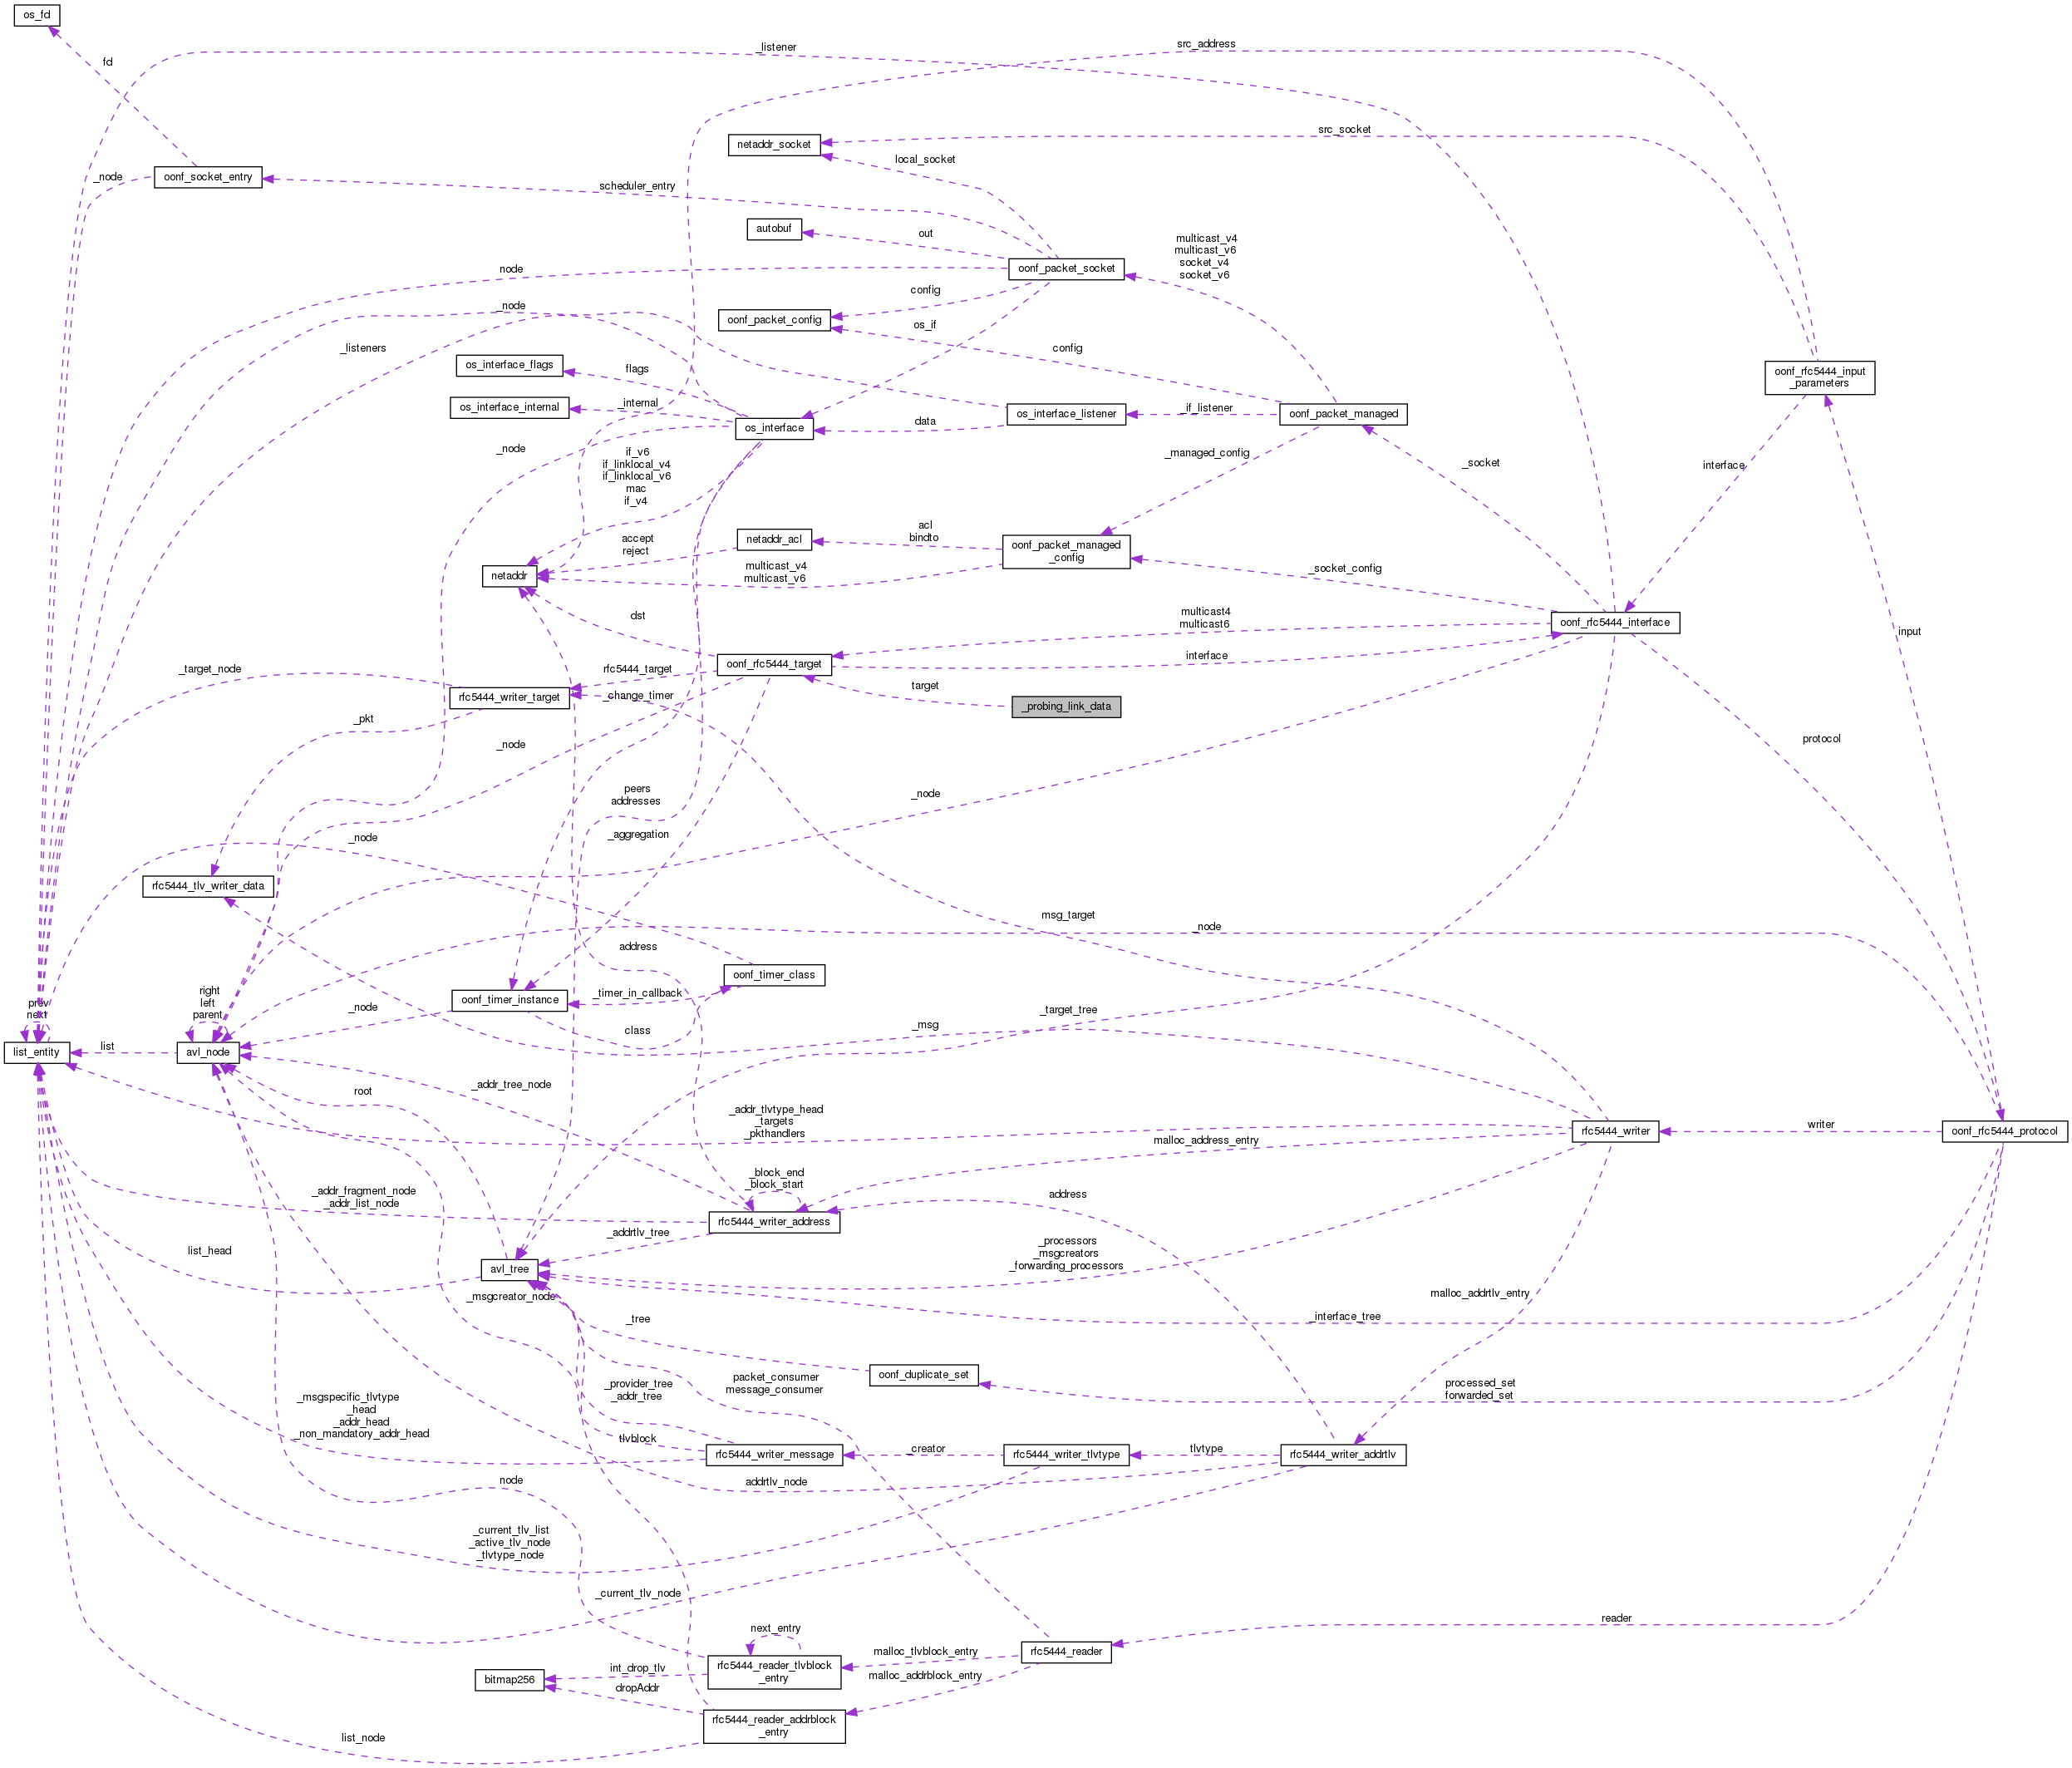 os_fd
_listener
src_address
fd
src_socket
netaddr_socket
local_socket
_node
oonf_socket_entry
scheduler_entry
autobuf
out
multicast_v4
multicast_v6
socket_v4
socket_v6
node
oonf_packet_socket
config
_node
oonf_packet_config
os_if
_listeners
config
os_interface_flags
flags
oonf_rfc5444_input
_parameters
os_interface_internal
_internal
os_interface_listener
_if_listener
oonf_packet_managed
os_interface
data
_node
if_v6
if_linklocal_v4
if_linklocal_v6
mac
if_v4
_managed_config
_socket
interface
acl
bindto
netaddr_acl
accept
reject
oonf_packet_managed
_config
netaddr
multicast_v4
multicast_v6
_socket_config
dst
multicast4
multicast6
oonf_rfc5444_interface
input
_target_node
rfc5444_target
oonf_rfc5444_target
interface
rfc5444_writer_target
_change_timer
target
_probing_link_data
_pkt
_node
protocol
peers
addresses
_node
_aggregation
_node
rfc5444_tlv_writer_data
msg_target
_node
address
oonf_timer_class
oonf_timer_instance
_timer_in_callback
right
left
parent
prev
next
_node
class
_msg
_target_tree
list_entity
list
avl_node
root
_addr_tree_node
_addr_tlvtype_head
_targets
_pkthandlers
malloc_address_entry
rfc5444_writer
writer
oonf_rfc5444_protocol
_block_end
_block_start
_addr_fragment_node
_addr_list_node
rfc5444_writer_address
address
list_head
_addrtlv_tree
_processors
_msgcreators
_forwarding_processors
avl_tree
_msgcreator_node
malloc_addrtlv_entry
_tree
_interface_tree
oonf_duplicate_set
packet_consumer
message_consumer
processed_set
forwarded_set
_provider_tree
_addr_tree
_msgspecific_tlvtype
_head
_addr_head
_non_mandatory_addr_head
tlvblock
rfc5444_writer_message
_creator
rfc5444_writer_tlvtype
tlvtype
rfc5444_writer_addrtlv
node
addrtlv_node
_current_tlv_list
_active_tlv_node
_tlvtype_node
_current_tlv_node
reader
next_entry
rfc5444_reader_tlvblock
_entry
malloc_tlvblock_entry
rfc5444_reader
bitmap256
int_drop_tlv
dropAddr
malloc_addrblock_entry
rfc5444_reader_addrblock
_entry
list_node